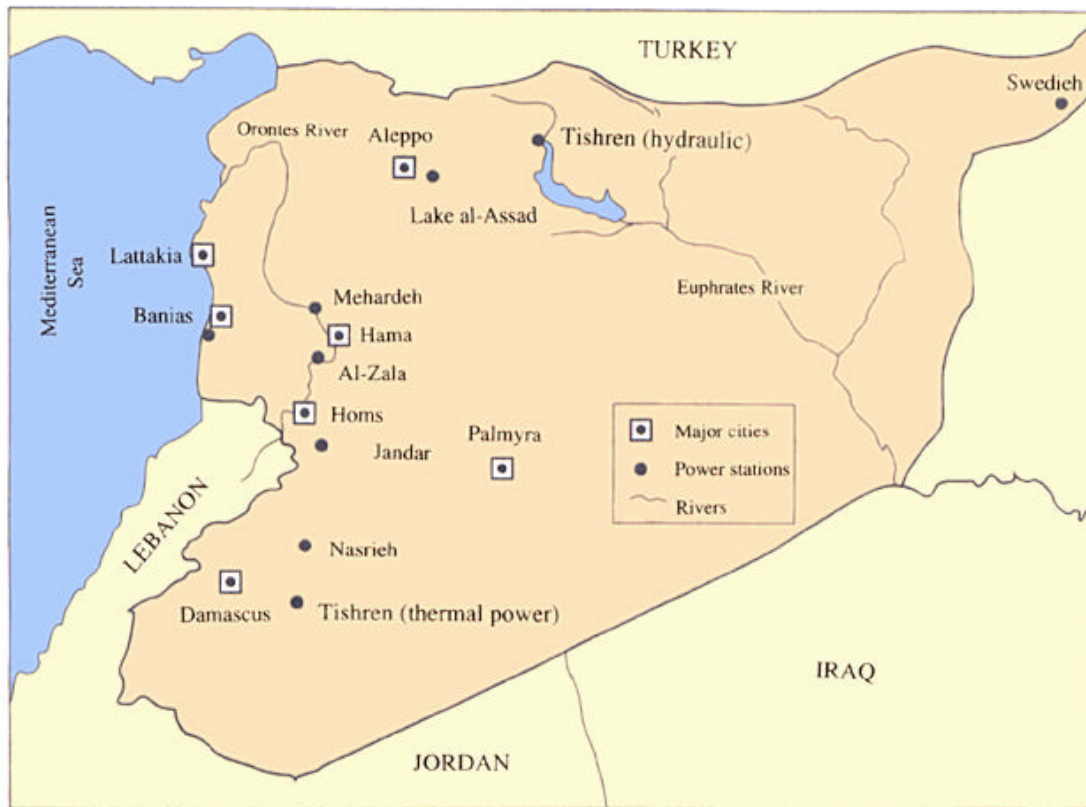 TURKEY
Swedieh
Orontes River
Aleppo
Tishren (hydraulic)
Lake al-Assad
Mediterranean
Sea
Lattakia
Euphrates River
Mehardeh
Banias
Hama
Al-Zala
Homs
Palmyra
Jandar
Major cities
Power stations
Rivers
LEBANON
Nasrieh
Damascus
Tishren (thermal power)
IRAQ
JORDAN